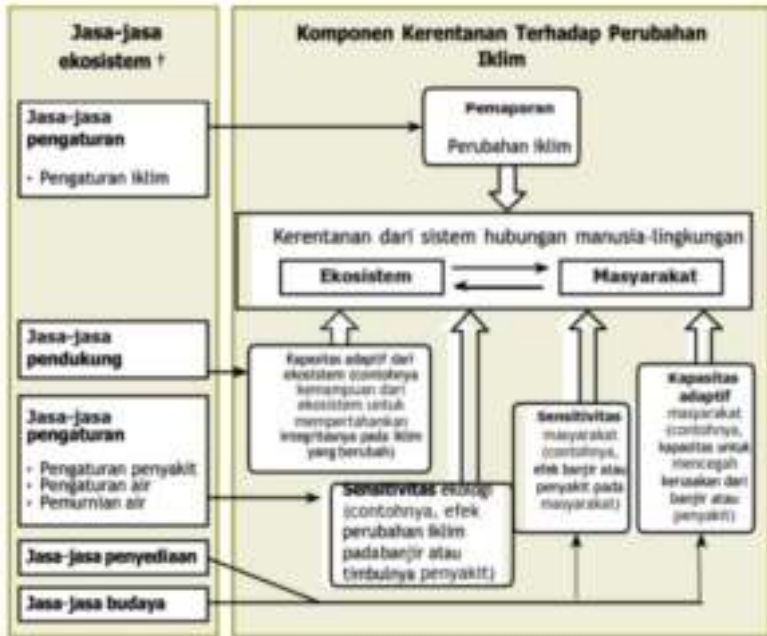 Jasa-jasa
ekosistem †
Komponen Kerentanan Terhadap Perubahan
Iklim
Jasa-jasa
pengaturan
- Pengaturan iklim
Pemaparan
Perubahan iklim
Kerentanan dari sistem hubungan manusia-lingkungan
Ekosistem
Masyarakat
Jasa-jasa
pendukung
Kapasitas adaptif dari
ekosistem (contohnya
kemampuan dari
ekosistem untuk
mempertahankan
integritasnya pada iklim
yang berubah)
Jasa-jasa
pengaturan
- Pengaturan penyakit
- Pengaturan air
- Pemurnian air
Sensitivitas ekologi
(contohnya, efek
perubahan iklim
padabanjir atau
timbulnya penyakit)
Sensitivitas
masyarakat
(contohnya,
efek banjir atau
penyakit pada
masyarakat)
Kapasitas
adaptif
masyarakat
(contohnya,
kapasitas untuk
mencegah
kerusakan dari
banjir atau
penyakit)
Jasa-jasa penyediaan
Jasa-jasa budaya